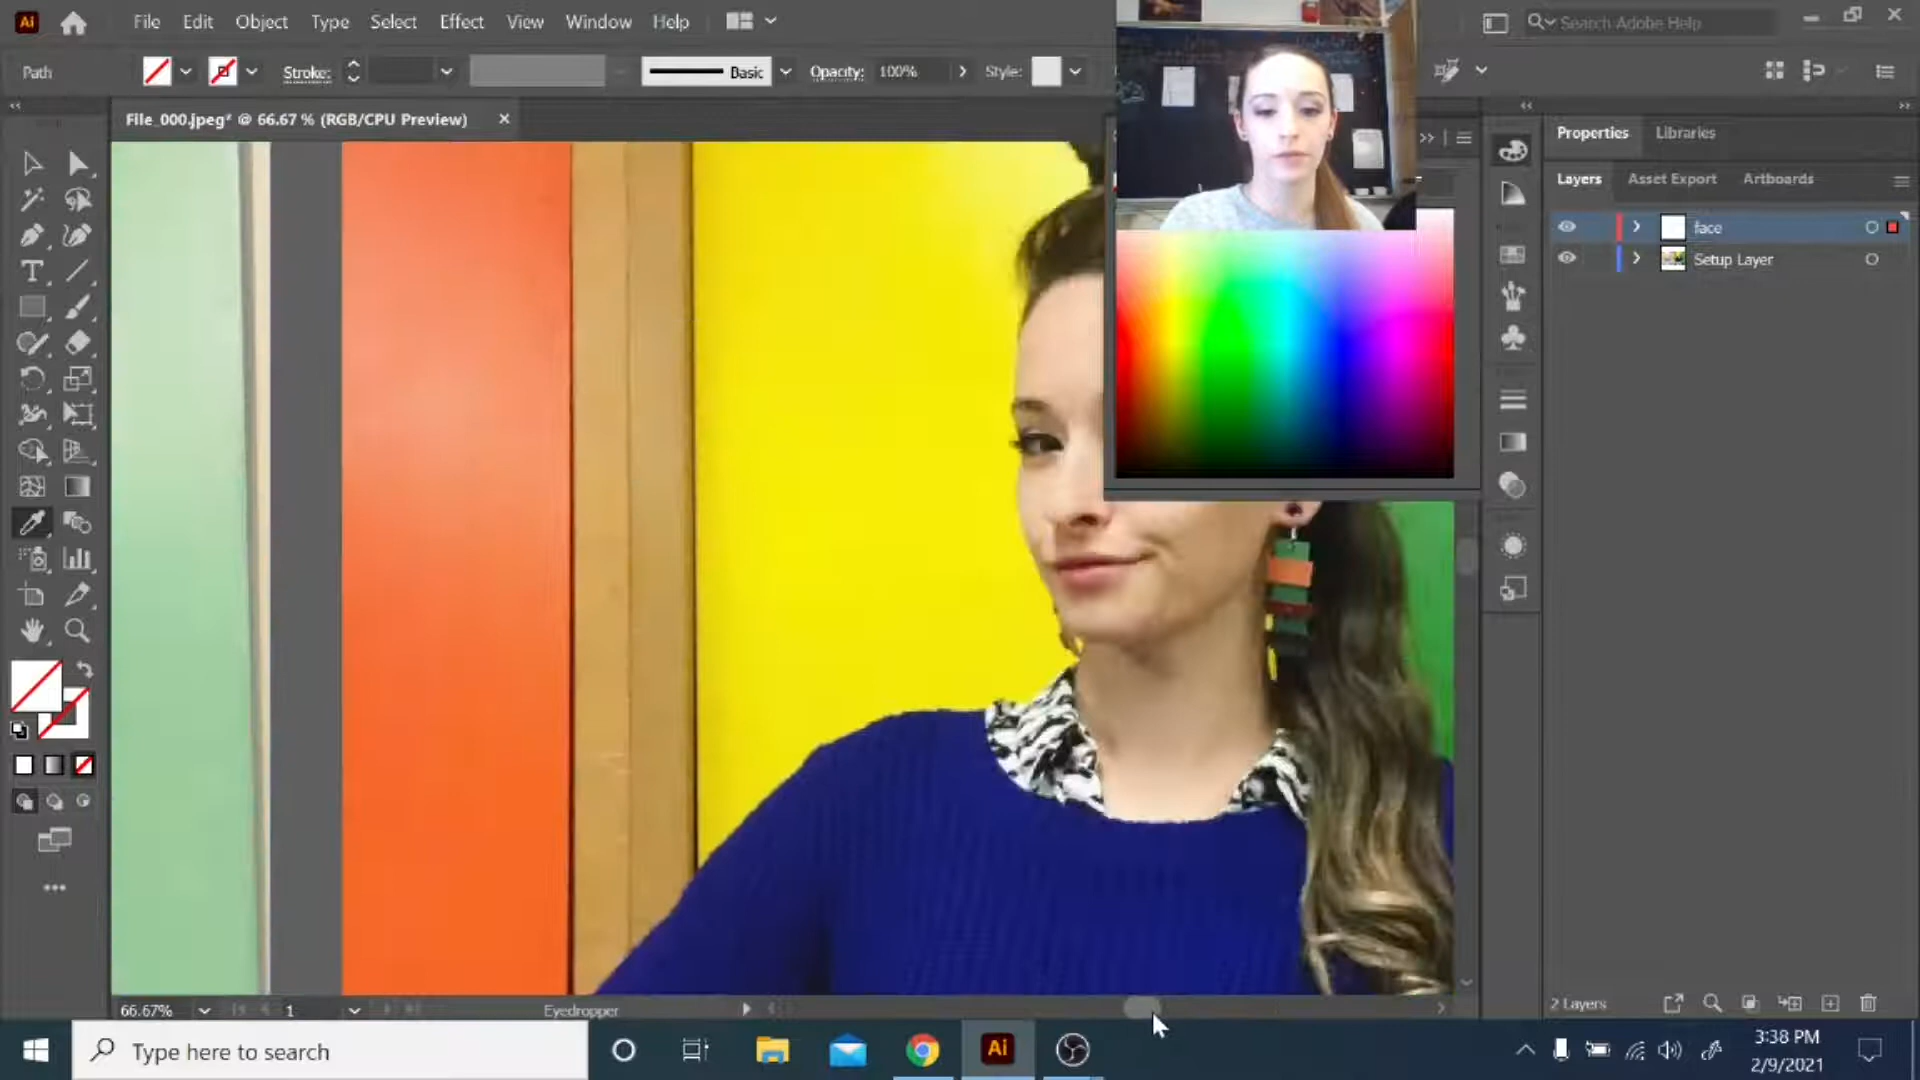 Ai File Edit Object Type Select Effect View Window Help Search Adobe Help
Path Stroke: Basic Opacity: 100% Style:
File_000.jpeg* @ 66.67 % (RGB/CPU Preview)
Properties Libraries
Layers Asset Export Artboards
face
Setup Layer
66.67% 1 Eyedropper
2 Layers
Type here to search
Ai
3:38 PM
2/9/2021